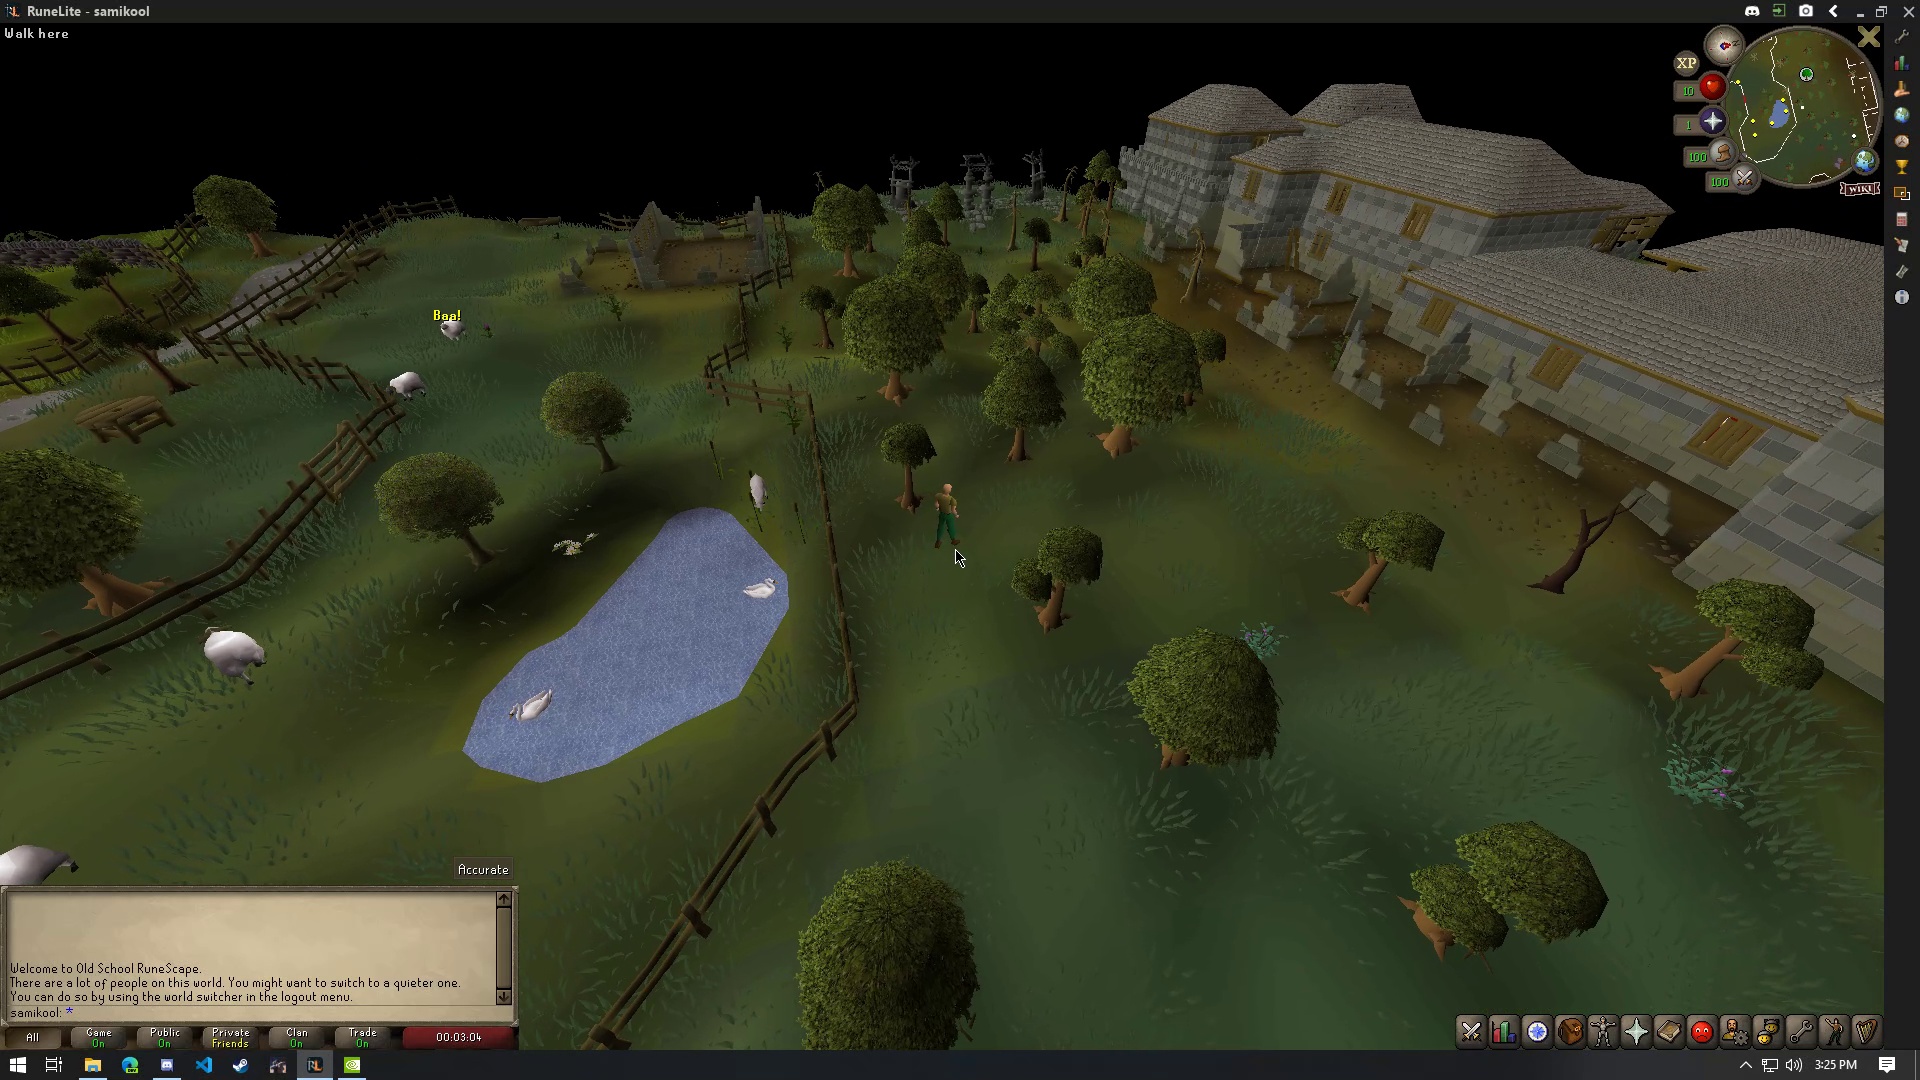 RuneLite - samikool
Walk here
XP
10
1
100
100
WIKI
Baa!
Accurate
Welcome to Old School RuneScape.
There are a lot of people on this world. You might want to switch to a quieter one.
You can do so by using the world switcher in the logout menu.
samikool: *
All
Game
On
Public
On
Private
Friends
Clan
On
Trade
On
00:03:04
3:25 PM